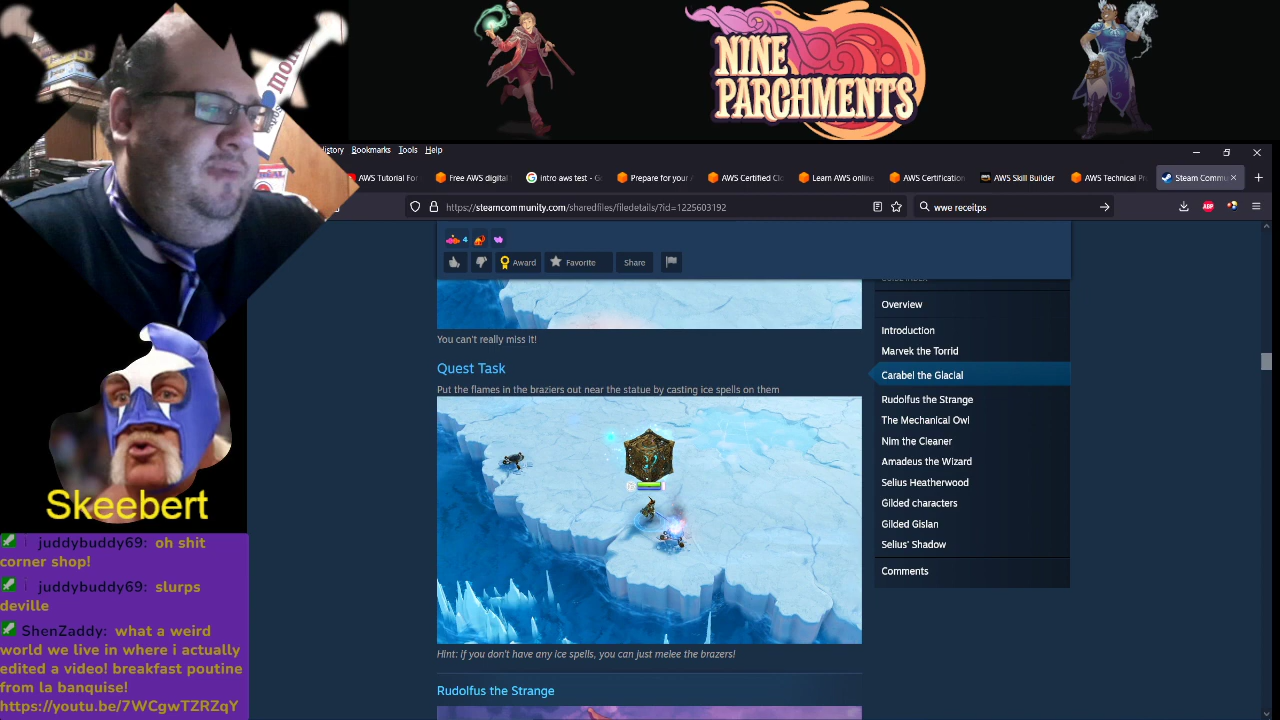 NINE
PARCHMENTS
mon
istory Bookmarks Tools Help
AWS Tutorial For
Free AWS digital
intro aws test - G
Prepare for your
AWS Certified Clo
Learn AWS online
AWS Certification
AWS Skill Builder
AWS Technical Pr
Steam Commu
https://steamcommunity.com/sharedfiles/filedetails/?id=1225603192
wwe receitps
ABP
4
Award
Favorite
Share
You can't really miss it!
Quest Task
Put the flames in the braziers out near the statue by casting ice spells on them
Hint: if you don't have any ice spells, you can just melee the brazers!
Rudolfus the Strange
Overview
Introduction
Marvek the Torrid
Carabel the Glacial
Rudolfus the Strange
The Mechanical Owl
Nim the Cleaner
Amadeus the Wizard
Selius Heatherwood
Gilded characters
Gilded Gislan
Selius' Shadow
Comments
Skeebert
juddybuddy69: oh shit
corner shop!
juddybuddy69: slurps
deville
ShenZaddy: what a weird
world we live in where i actually
edited a video! breakfast poutine
from la banquise!
https://youtu.be/7WCgwTZRZqY